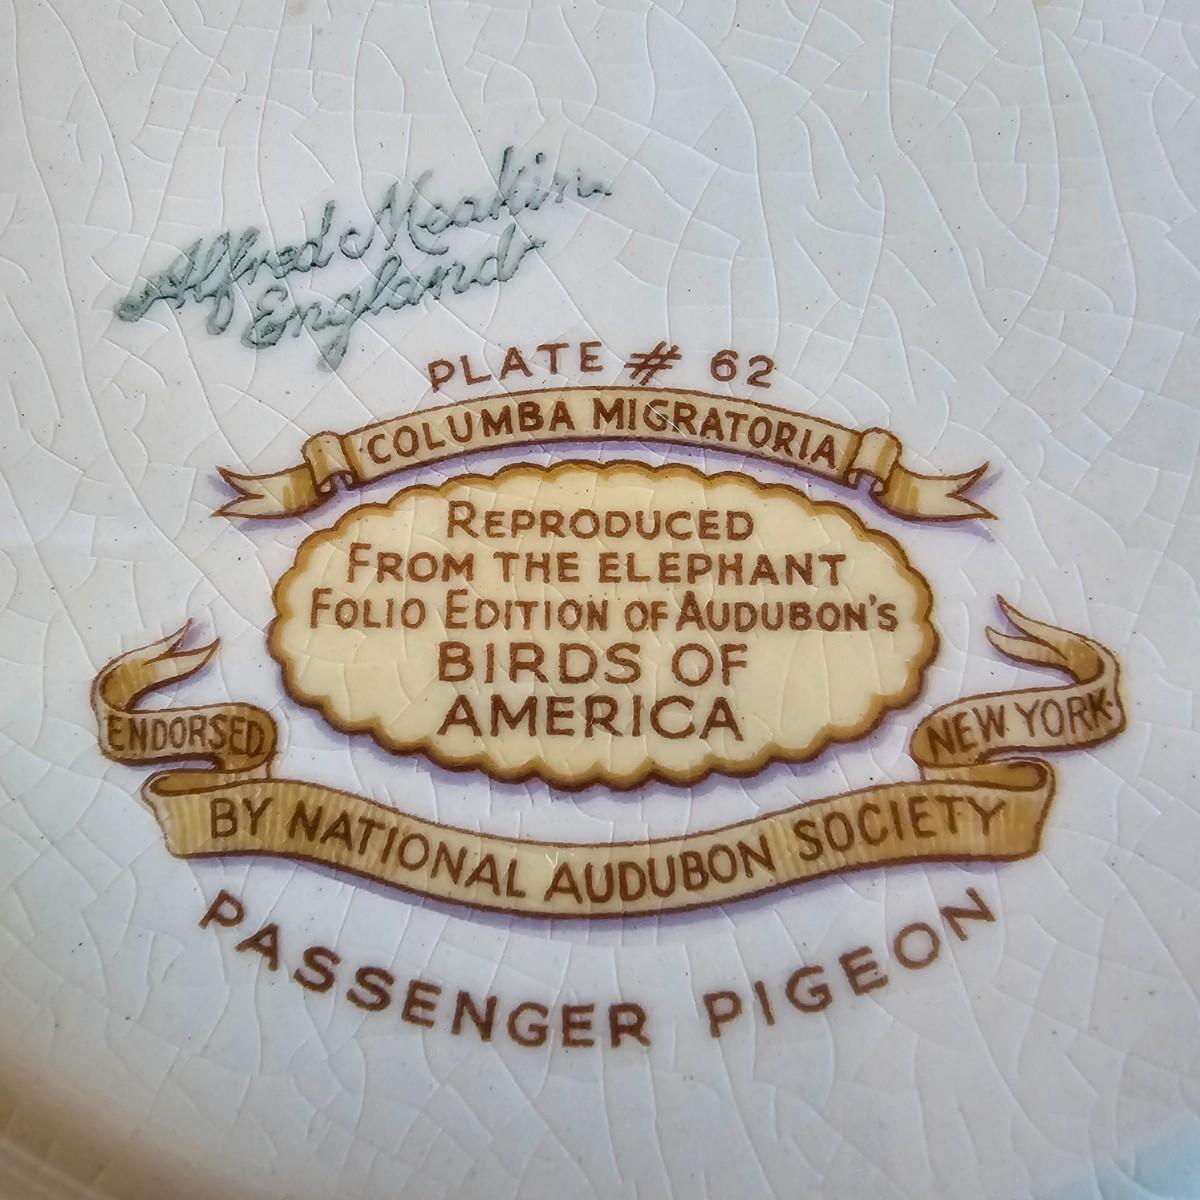 Alfred Meakin
England
PLATE # 62
COLUMBA MIGRATORIA
REPRODUCED
FROM THE ELEPHANT
FOLIO EDITION OF AUDUBON'S
BIRDS OF
AMERICA
ENDORSED
BY NATIONAL AUDUBON SOCIETY
NEW YORK
PASSENGER PIGEON